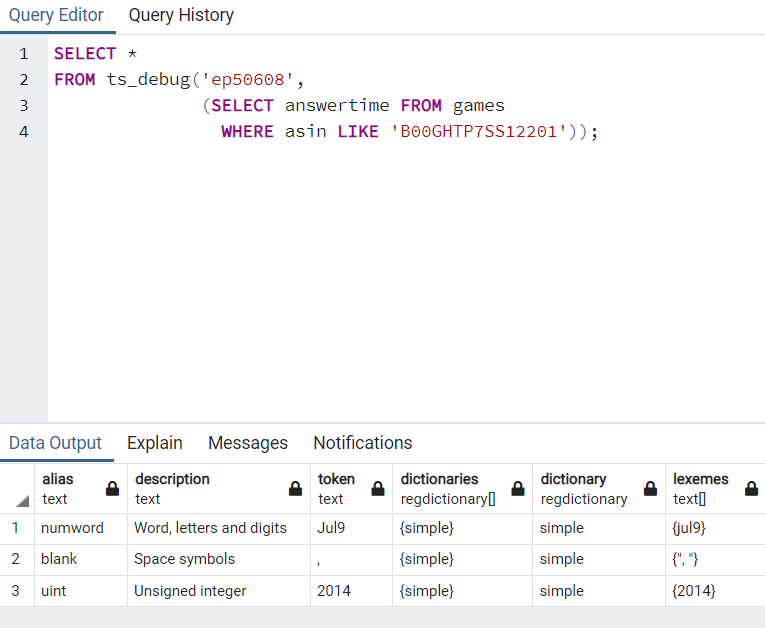 Query Editor Query History
1 SELECT *
2 FROM ts_debug('ep50608',
3 (SELECT answertime FROM games
4 WHERE asin LIKE 'B00GHTP7SS12201'));
Data Output Explain Messages Notifications
alias description token dictionaries dictionary lexemes
text text text regdictionary[] regdictionary text[]
1 numword Word, letters and digits Jul9 {simple} simple {jul9}
2 blank Space symbols , {simple} simple {", "}
3 uint Unsigned integer 2014 {simple} simple {2014}